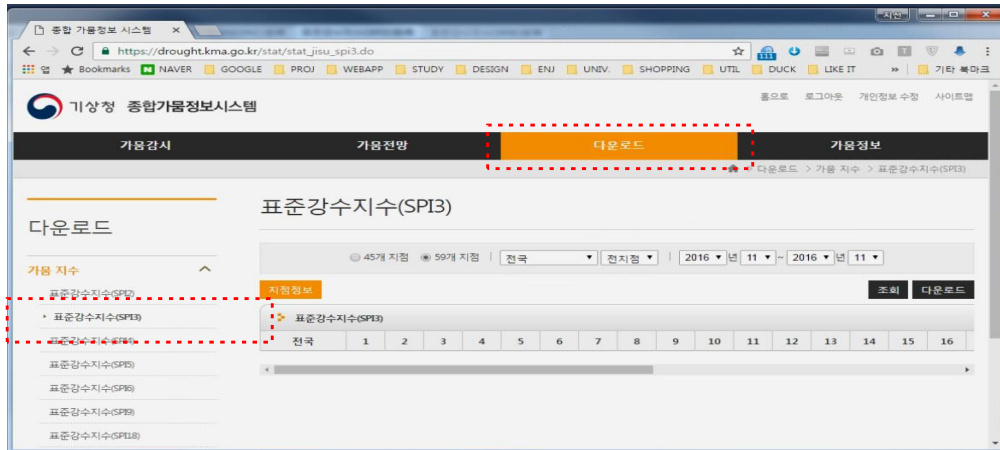 지선
종합 가뭄정보 시스템
https://drought.kma.go.kr/stat/stat_jisu_spi3.do
앱 Bookmarks NAVER GOOGLE PROJ WEBAPP STUDY DESIGN ENJ UNIV. SHOPPING UTIL DUCK LIKE IT » 기타 북마크
111
기상청 종합가뭄정보시스템
홈으로 로그아웃 개인정보 수정 사이트맵
가뭄감시 가뭄전망 다운로드 가뭄정보
> 다운로드 > 가뭄 지수 > 표준강수지수(SPI3)
다운로드
가뭄 지수
표준강수지수(SPI2)
표준강수지수(SPI3)
표준강수지수(SPI4)
표준강수지수(SPI5)
표준강수지수(SPI6)
표준강수지수(SPI9)
표준강수지수(SPI18)
표준강수지수(SPI3)
45개 지점 59개 지점 | 전국 전지점 | 2016 년 11 ~ 2016 년 11
지점정보 조회 다운로드
표준강수지수(SPI3)
전국 1 2 3 4 5 6 7 8 9 10 11 12 13 14 15 16